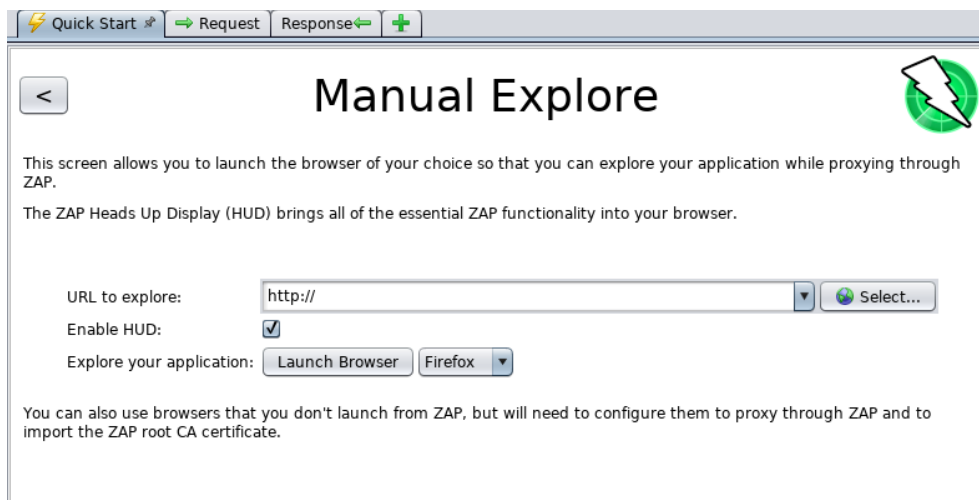 Quick Start Request Response
< Manual Explore
This screen allows you to launch the browser of your choice so that you can explore your application while proxying through
ZAP.
The ZAP Heads Up Display (HUD) brings all of the essential ZAP functionality into your browser.
URL to explore: http:// Select...
Enable HUD:
Explore your application: Launch Browser Firefox
You can also use browsers that you don't launch from ZAP, but will need to configure them to proxy through ZAP and to
import the ZAP root CA certificate.